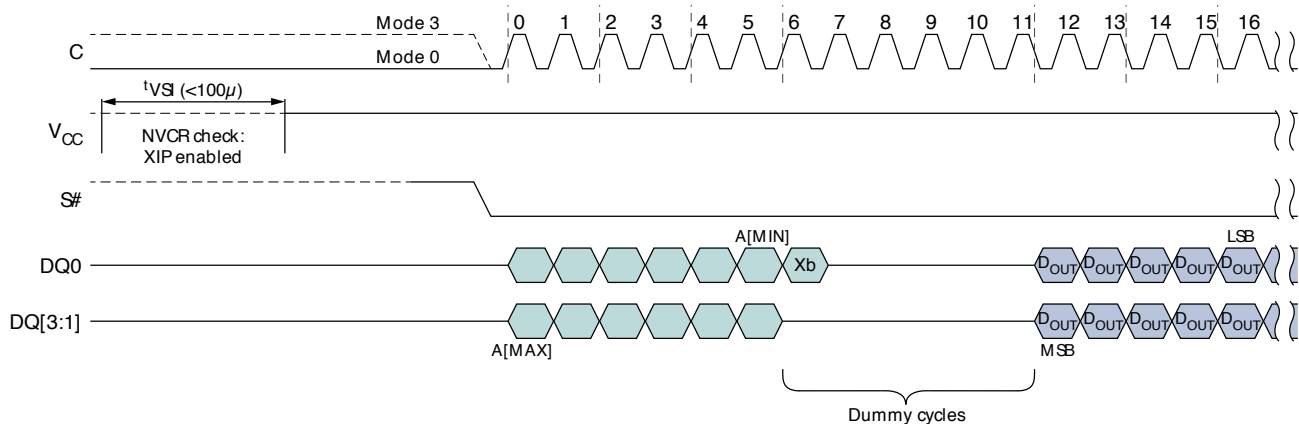 Mode 3
0 1 2 3 4 5 6 7 8 9 10 11 12 13 14 15 16
C
Mode 0
tVSI (<100µ)
VCC
NVCR check:
XIP enabled
S#
A[MIN]
LSB
DQ0
Xb
DOUT DOUT DOUT DOUT DOUT
DQ[3:1]
DOUT DOUT DOUT DOUT DOUT
A[MAX]
MSB
Dummy cycles